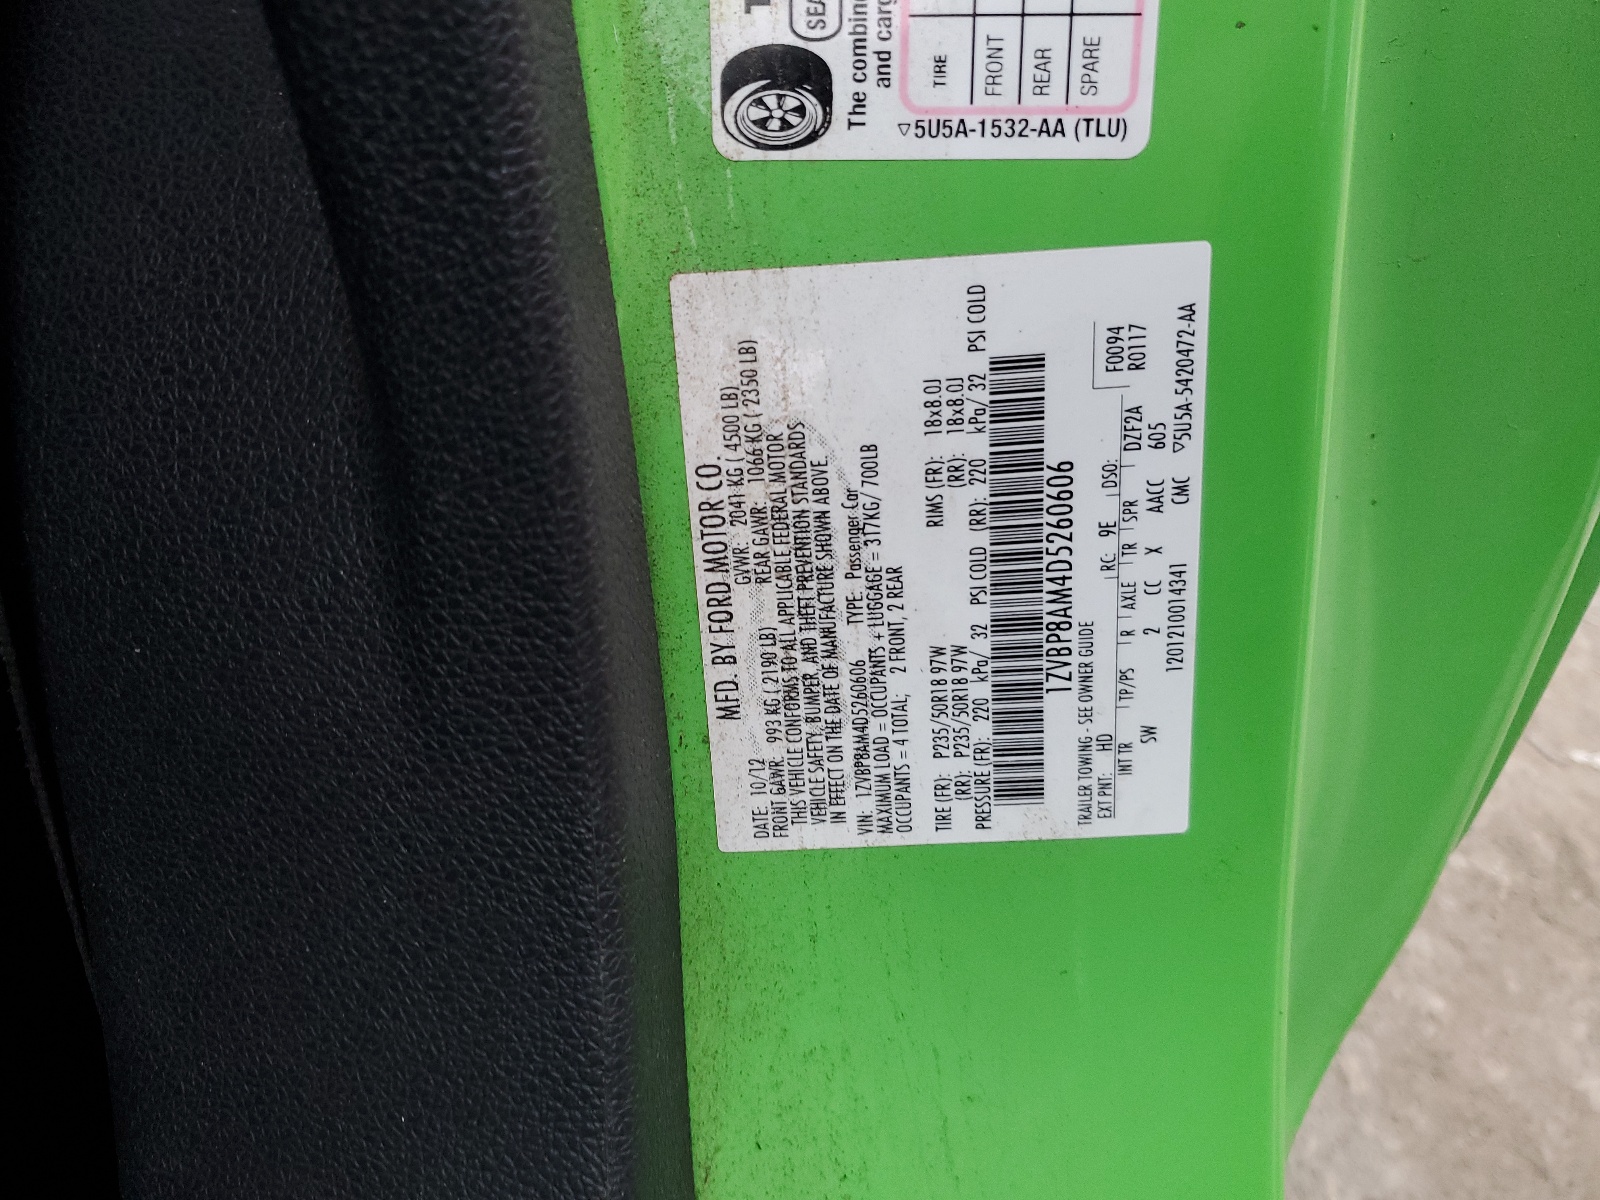 SEA
The combin
and carg
TIRE
FRONT
REAR
SPARE
▽5U5A-1532-AA (TLU)
MFD. BY FORD MOTOR CO.
DATE: 10/12 GVWR: 2041 KG ( 4500 LB)
FRONT GAWR: 993 KG ( 2190 LB) REAR GAWR: 1066 KG ( 2350 LB)
THIS VEHICLE CONFORMS TO ALL APPLICABLE FEDERAL MOTOR
VEHICLE SAFETY, BUMPER, AND THEFT PREVENTION STANDARDS
IN EFFECT ON THE DATE OF MANUFACTURE SHOWN ABOVE.
VIN: 1ZVBP8AM4D5260606 TYPE: Passenger Car
MAXIMUM LOAD = OCCUPANTS + LUGGAGE = 317KG/ 700LB
OCCUPANTS = 4 TOTAL; 2 FRONT, 2 REAR
TIRE (FR): P235/50R18 97W RIMS (FR): 18x8.0J
(RR): P235/50R18 97W (RR): 18x8.0J
PRESSURE (FR): 220 kPa/ 32 PSI COLD (RR): 220 kPa/ 32 PSI COLD
1ZVBP8AM4D5260606
TRAILER TOWING - SEE OWNER GUIDE
EXT PNT: HD RC: 9E DSO: F0094
INT TR TP/PS R AXLE TR SPR DZF2A R0117
SW 2 CC X AACC 605
1201210014341 CMC ▽5U5A-5420472-AA